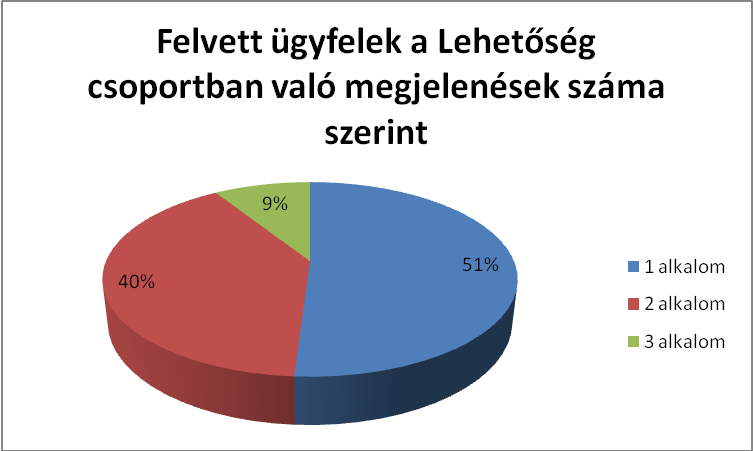 Felvett ügyfelek a Lehetőség
csoportban való megjelenések száma
szerint
9%
51%
40%
1 alkalom
2 alkalom
3 alkalom